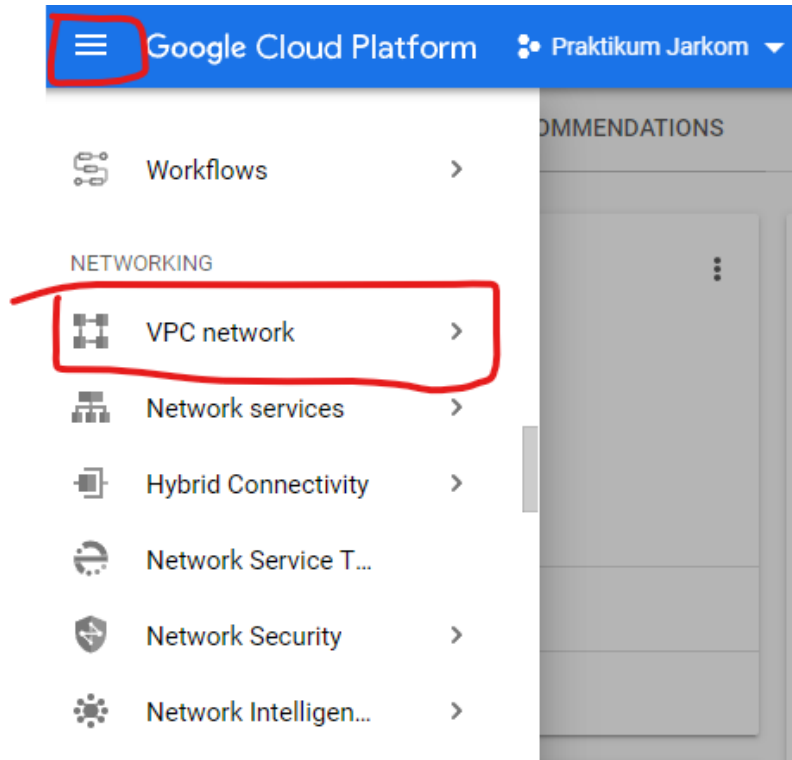 Google Cloud Platform Praktikum Jarkom
OMMENDATIONS
Workflows
NETWORKING
VPC network
Network services
Hybrid Connectivity
Network Service T...
Network Security
Network Intelligen...